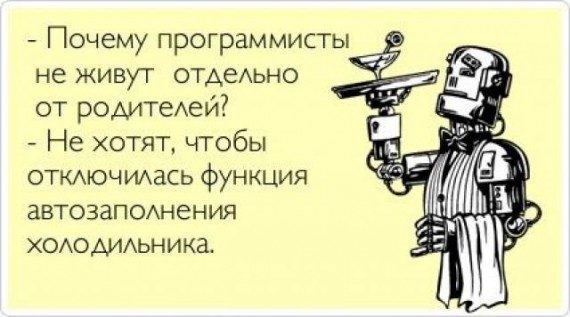 - Почему программисты
не живут отдельно
от родителей?
- Не хотят, чтобы
отключилась функция
автозаполнения
холодильника.